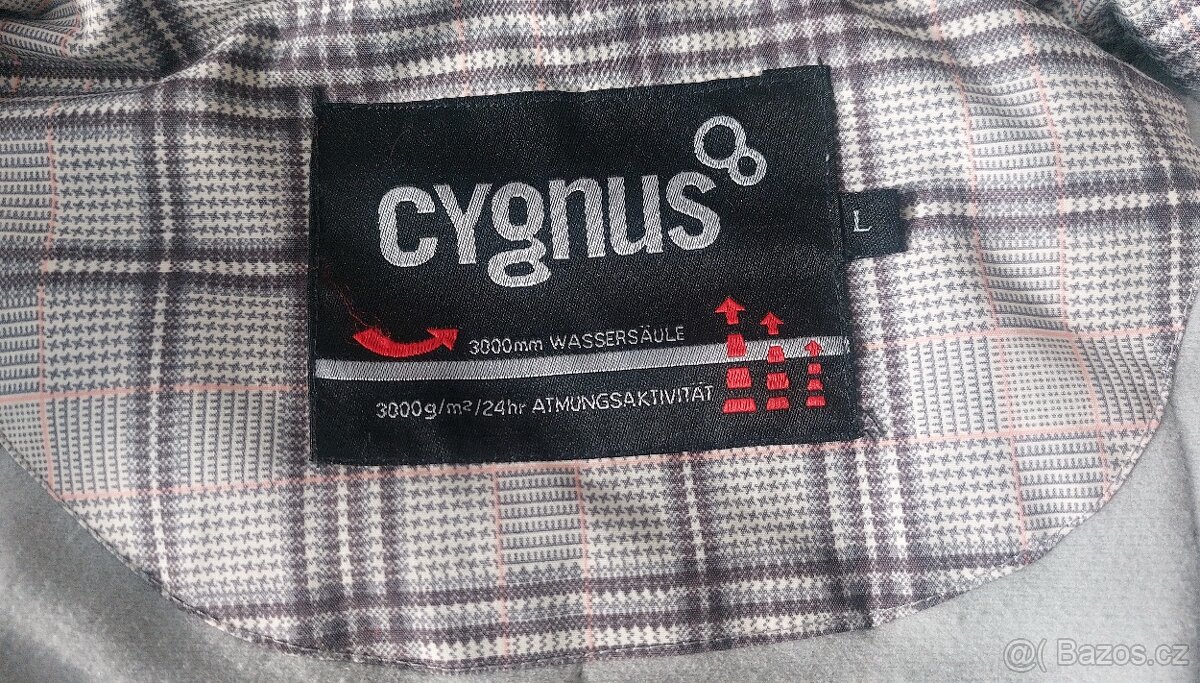 cygnus
L
3000mm WASSERSÄULE
3000g/m²/24hr ATMUNGSAKTIVITÄT
@( Bazos.cz